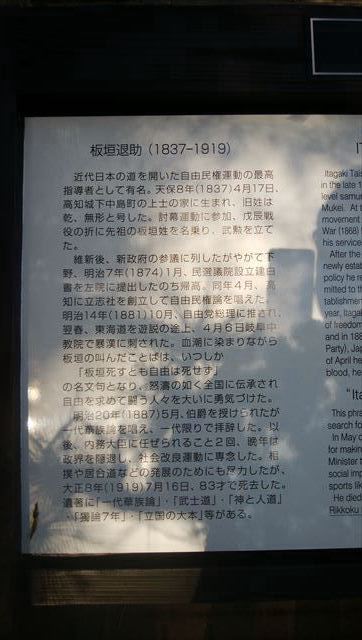 板垣退助(1837-1919)
近代日本の道を開いた自由民権運動の最高
指導者として有名。天保8年(1837)4月17日、
高知城下中島町の上士の家に生まれ、旧姓は
乾、無形と号した。討幕運動に参加、戊辰戦
役の折に先祖の板垣姓を名乗り、武勲を立て
た。
維新後、新政府の参議に列したがやがて下
野、明治7年(1874)1月、民選議院設立建白
書を左院に提出したのち帰高、同年4月、高
知に立志社を創立して自由民権論を唱えた。
明治14年(1881)10月、自由党総理に推され、
翌春、東海道を遊説の途上、4月6日岐阜中
教院で暴漢に刺された。血潮に染まりながら
板垣の叫んだことばは、いつしか
「板垣死すとも自由は死せず」
の名文句となり、怒濤の如く全国に伝承され
自由を求めて闘う人々を大いに勇気づけた。
明治20年(1887)5月、伯爵を授けられたが
一代華族論を唱え、一代限りで拝辞した。以
後、内務大臣に任ぜられること2回、晩年は
政界を隠退し、社会改良運動に専念した。相
撲や居合道などの発展のためにも尽力したが、
大正8年(1919)7月16日、83才で死去した。
遺著に「一代華族論」・「武士道」・「神と人道」
・「獨論7年」・「立国の大本」等がある。
Itagaki Tais
in the late 1
level samur
Mukei. At t
movement
War (1868)
his service
After the
newly estab
policy he re
mitted to th
tablishment
year, Itagak
of freedom
and in 188
Party), Jap
of April he
blood, he
"Ita
This phra
search fo
In May o
for makin
Minister t
social imp
sports lik
He died
Rikkoku